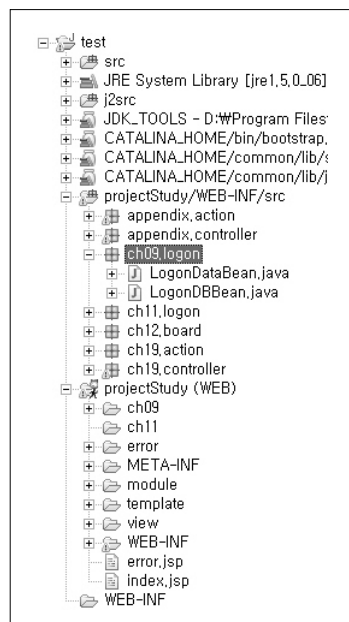 test
src
JRE System Library [jre1.5.0_06]
j2src
JDK_TOOLS - D:₩Program Files
CATALINA_HOME/bin/bootstrap.
CATALINA_HOME/common/lib/s
CATALINA_HOME/common/lib/j
projectStudy/WEB-INF/src
appendix.action
appendix.controller
ch09.logon
LogonDataBean.java
LogonDBBean.java
ch11.logon
ch12.board
ch19.action
ch19.controller
projectStudy (WEB)
ch09
ch11
error
META-INF
module
template
view
WEB-INF
error.jsp
index.jsp
WEB-INF